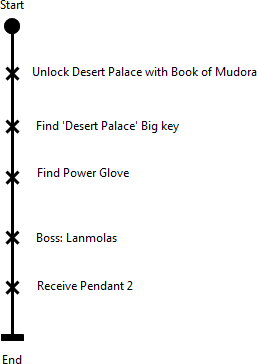 Start
Unlock Desert Palace with Book of Mudora
Find 'Desert Palace' Big key
Find Power Glove
Boss: Lanmolas
Receive Pendant 2
End